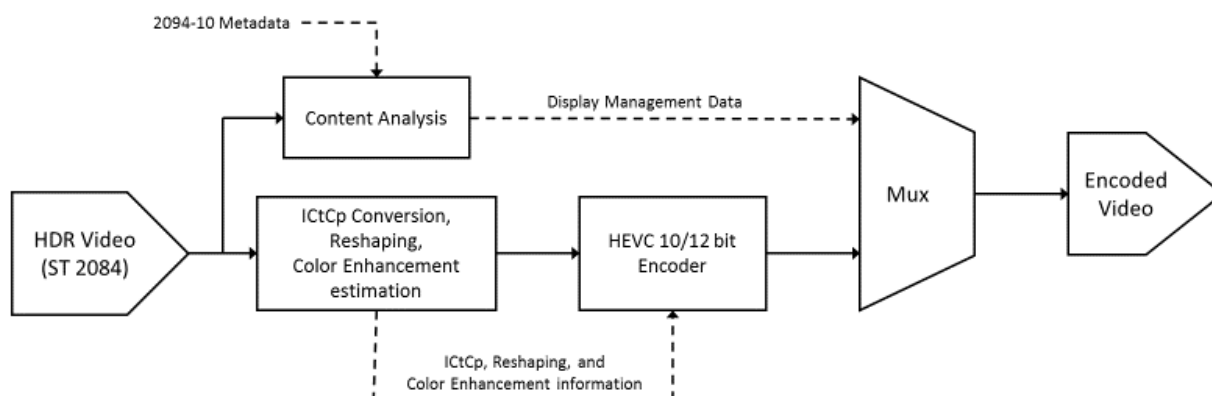 2094-10 Metadata
Content Analysis
Display Management Data
HDR Video
(ST 2084)
ICtCp Conversion,
Reshaping,
Color Enhancement
estimation
HEVC 10/12 bit
Encoder
Mux
Encoded
Video
ICtCp, Reshaping, and
Color Enhancement information